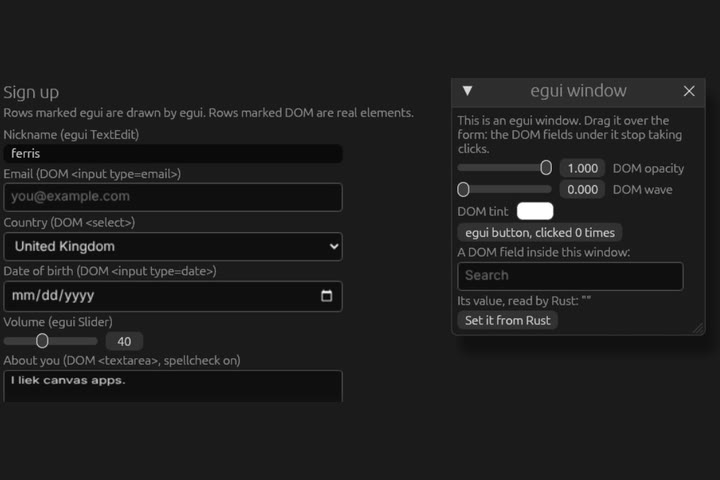 Sign up
Rows marked egui are drawn by egui. Rows marked DOM are real elements.
Nickname (egui TextEdit)
ferris
Email (DOM <input type=email>)
you@example.com
Country (DOM <select>)
United Kingdom
Date of birth (DOM <input type=date>)
mm/dd/yyyy
Volume (egui Slider)
40
About you (DOM <textarea>, spellcheck on)
I liek canvas apps.
egui window
This is an egui window. Drag it over the
form: the DOM fields under it stop taking
clicks.
1.000 DOM opacity
0.000 DOM wave
DOM tint
egui button, clicked 0 times
A DOM field inside this window:
Search
Its value, read by Rust: ""
Set it from Rust